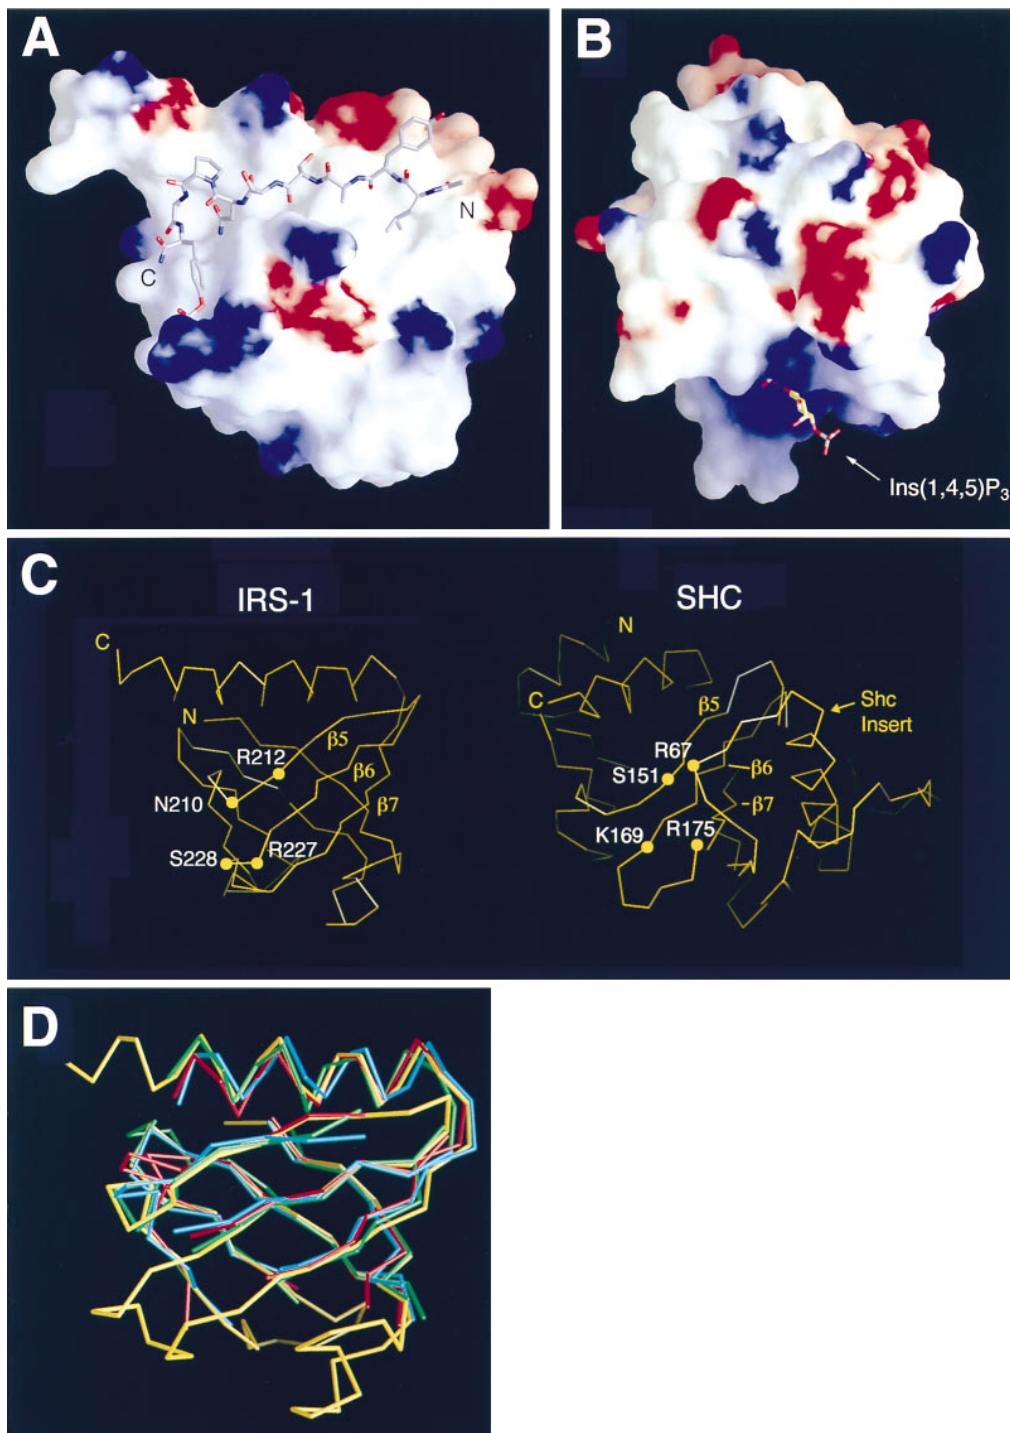 A
N
C
B
Ins(1,4,5)P3
C
IRS-1
SHC
C
N
β5
R212
β6
N210
β7
S228
R227
N
C
β5
Shc
Insert
R67
S151
β6
β7
K169
R175
D